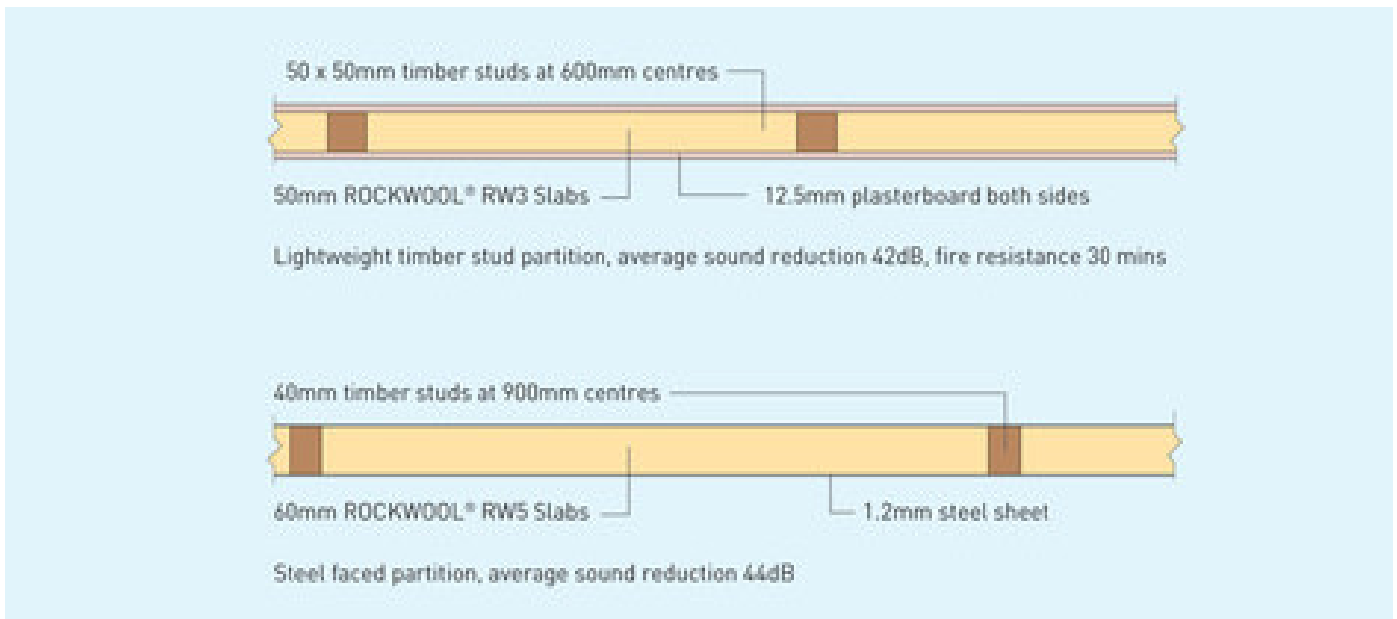 50 x 50mm timber studs at 600mm centres
50mm ROCKWOOL® RW3 Slabs
12.5mm plasterboard both sides
Lightweight timber stud partition, average sound reduction 42dB, fire resistance 30 mins
40mm timber studs at 900mm centres
60mm ROCKWOOL® RW5 Slabs
1.2mm steel sheet
Steel faced partition, average sound reduction 44dB